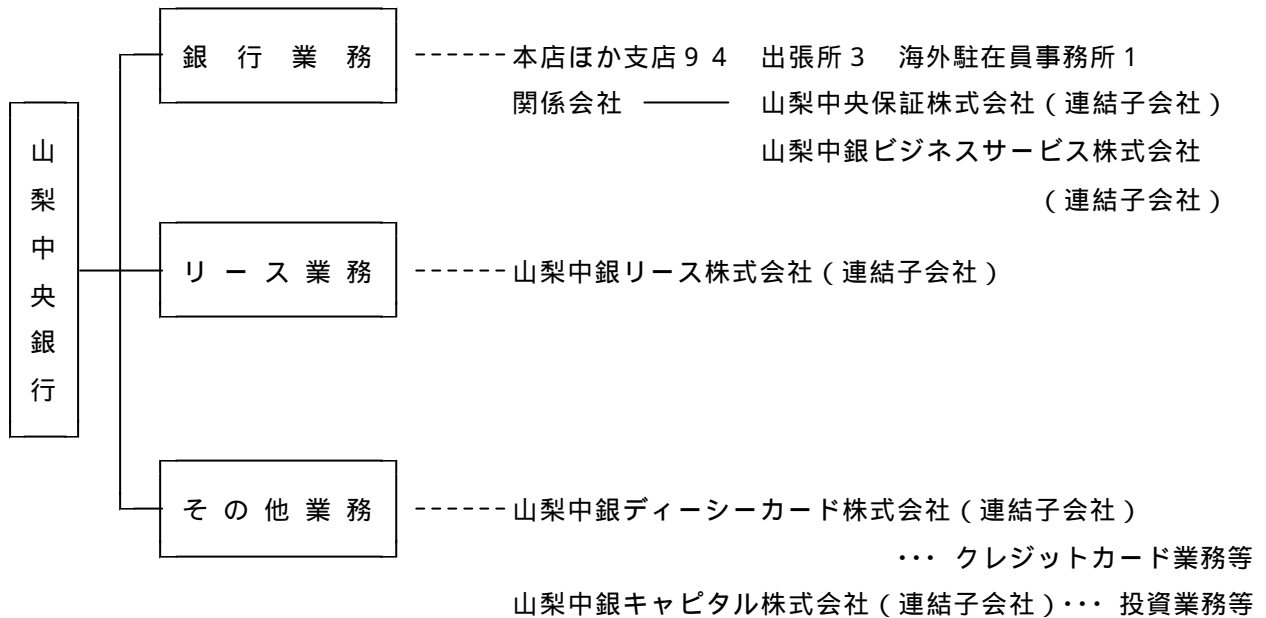 山梨中央銀行
銀行業務 ------ 本店ほか支店94 出張所3 海外駐在員事務所1
関係会社 ――― 山梨中央保証株式会社(連結子会社)
山梨中銀ビジネスサービス株式会社
(連結子会社)
リース業務 ------ 山梨中銀リース株式会社(連結子会社)
その他業務 ------ 山梨中銀ディーシーカード株式会社(連結子会社)
・・・ クレジットカード業務等
山梨中銀キャピタル株式会社(連結子会社)・・・ 投資業務等